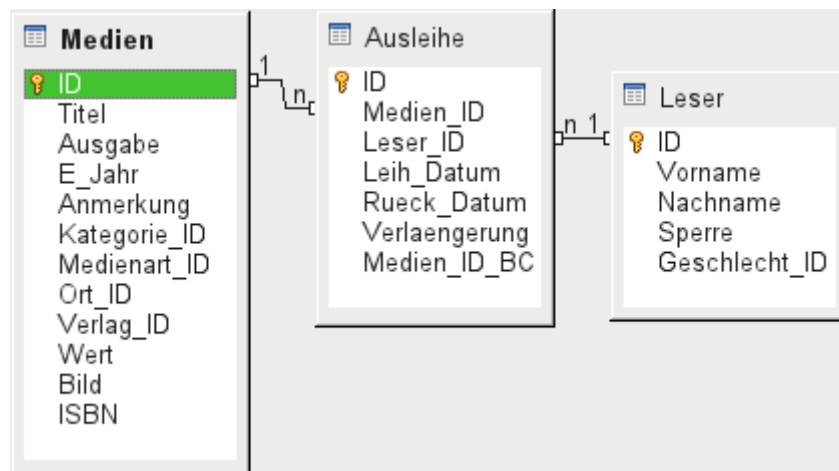 Medien
ID
Titel
Ausgabe
E_Jahr
Anmerkung
Kategorie_ID
Medienart_ID
Ort_ID
Verlag_ID
Wert
Bild
ISBN
1
n
Ausleihe
ID
Medien_ID
Leser_ID
Leih_Datum
Rueck_Datum
Verlaengerung
Medien_ID_BC
n 1
Leser
ID
Vorname
Nachname
Sperre
Geschlecht_ID